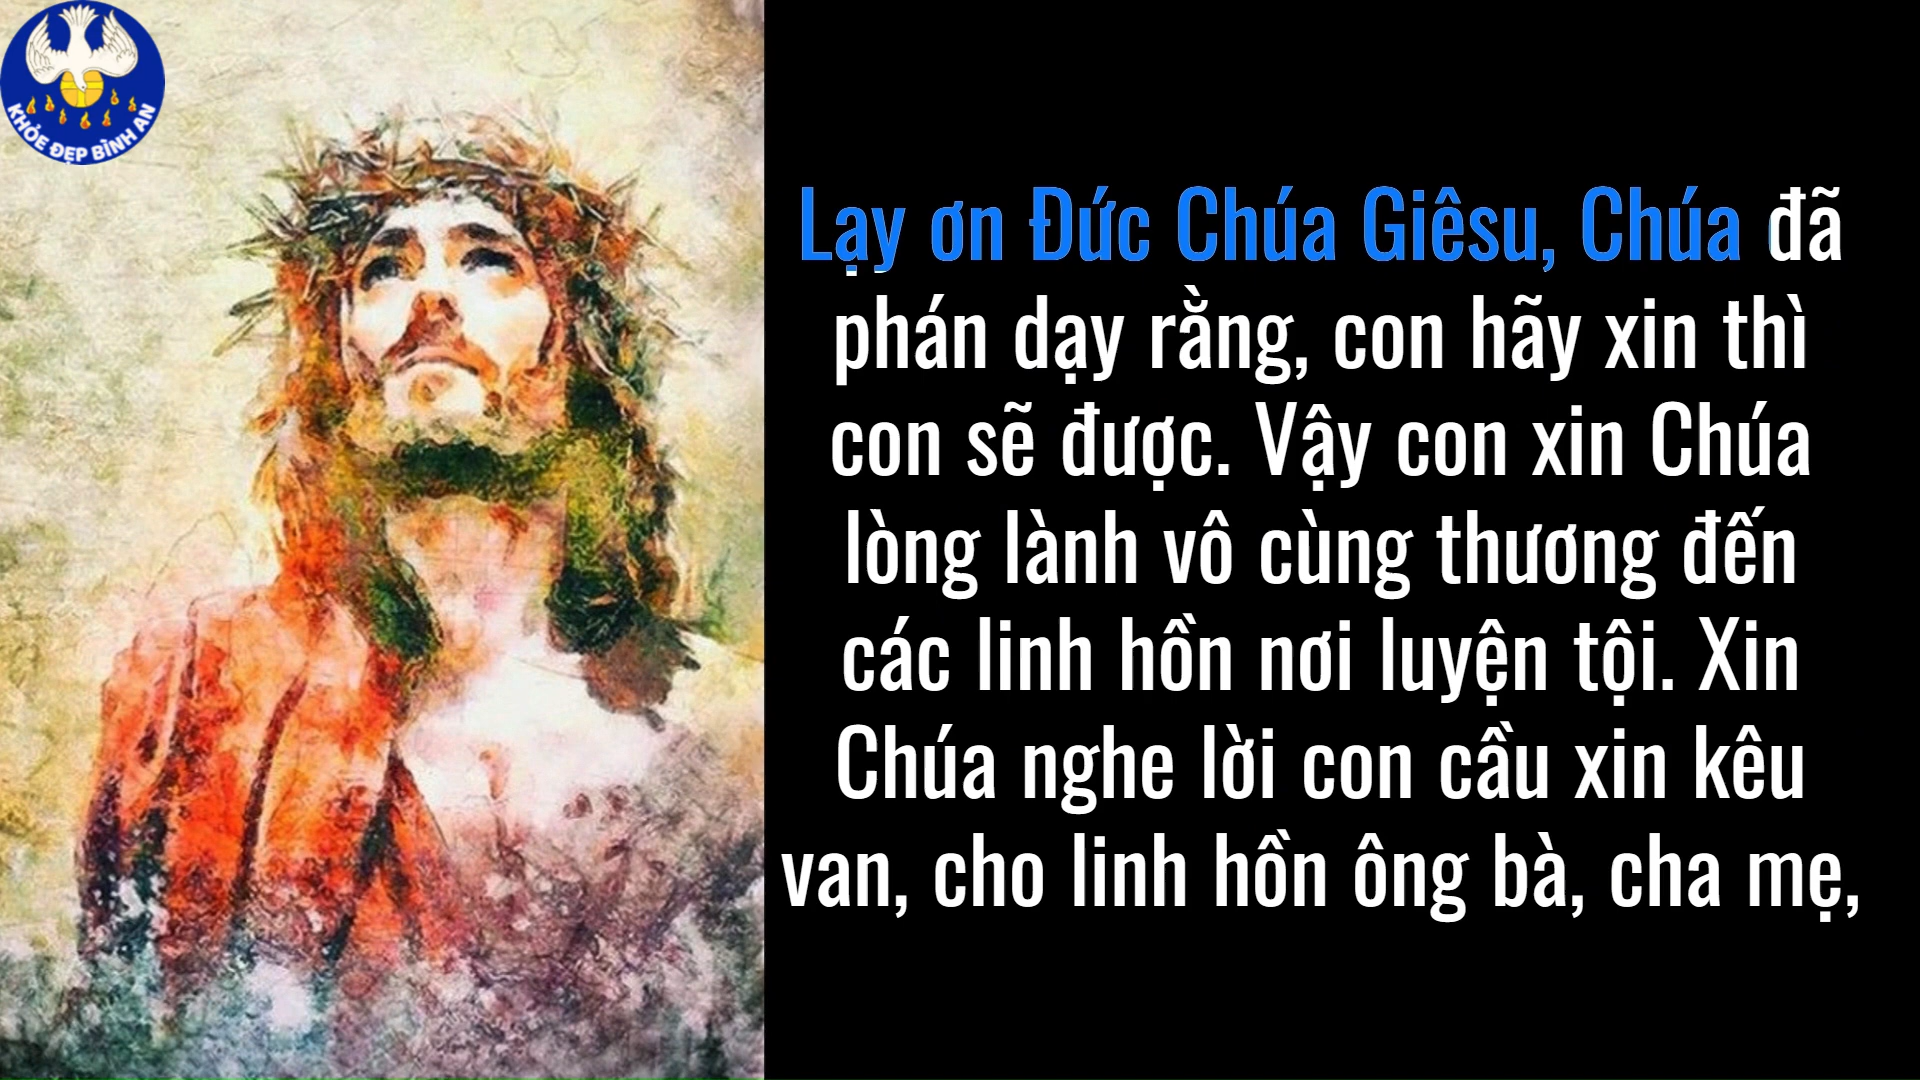 KHỎE ĐẸP BÌNH AN
Lạy ơn Đức Chúa Giêsu, Chúa đã
phán dạy rằng, con hãy xin thì
con sẽ được. Vậy con xin Chúa
lòng lành vô cùng thương đến
các linh hồn nơi luyện tội. Xin
Chúa nghe lời con cầu xin kêu
van, cho linh hồn ông bà, cha mẹ,